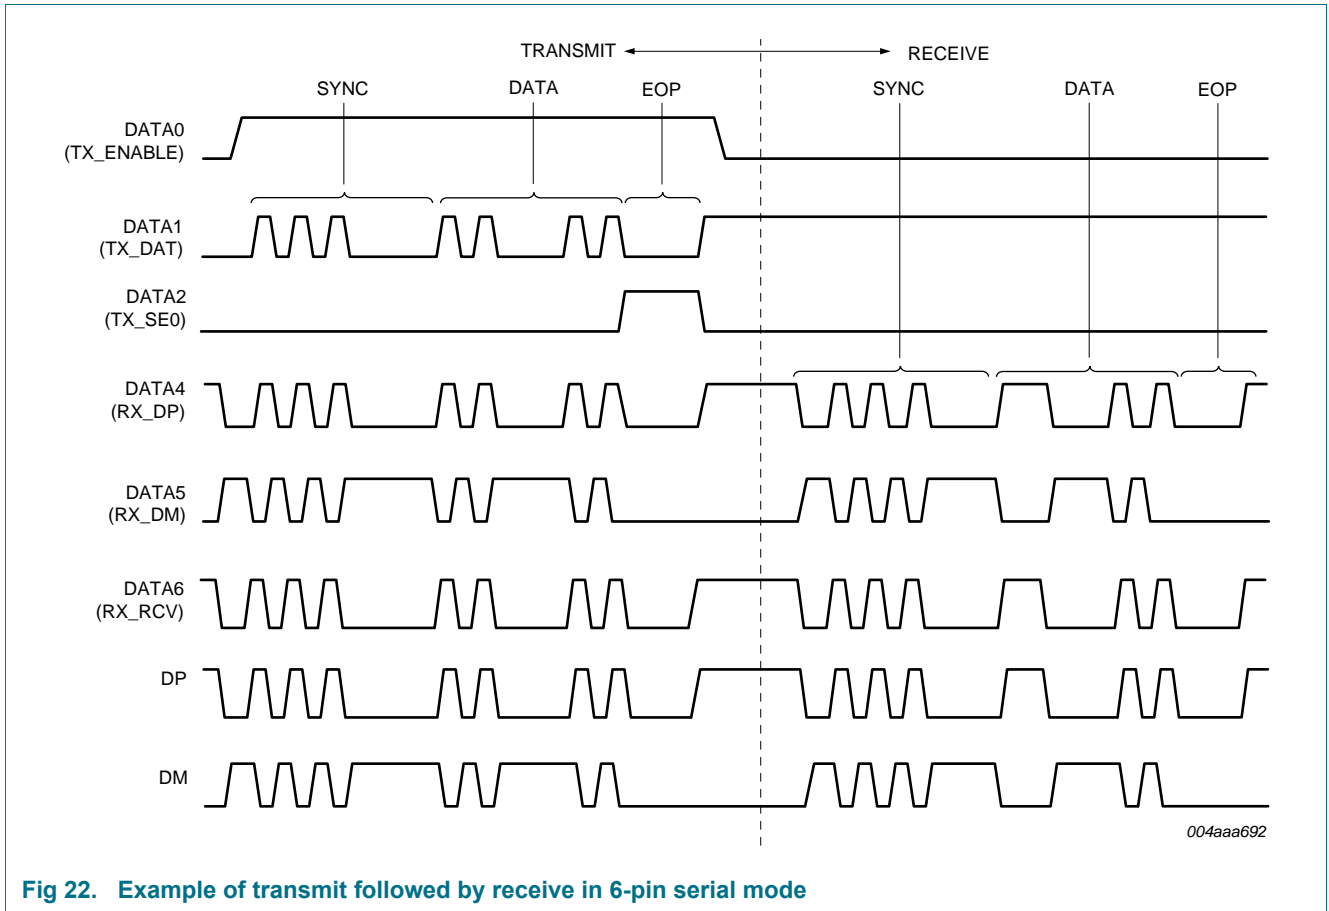 TRANSMIT RECEIVE
SYNC DATA EOP SYNC DATA EOP
DATA0
(TX_ENABLE)
DATA1
(TX_DAT)
DATA2
(TX_SE0)
DATA4
(RX_DP)
DATA5
(RX_DM)
DATA6
(RX_RCV)
DP
DM
004aaa692
Fig 22. Example of transmit followed by receive in 6-pin serial mode